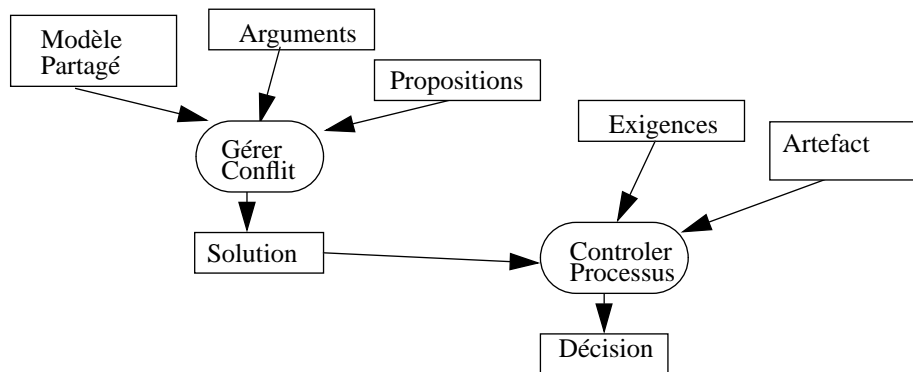 Modèle
Partagé
Arguments
Propositions
Exigences
Artefact
Gérer
Conflit
Solution
Controler
Processus
Décision